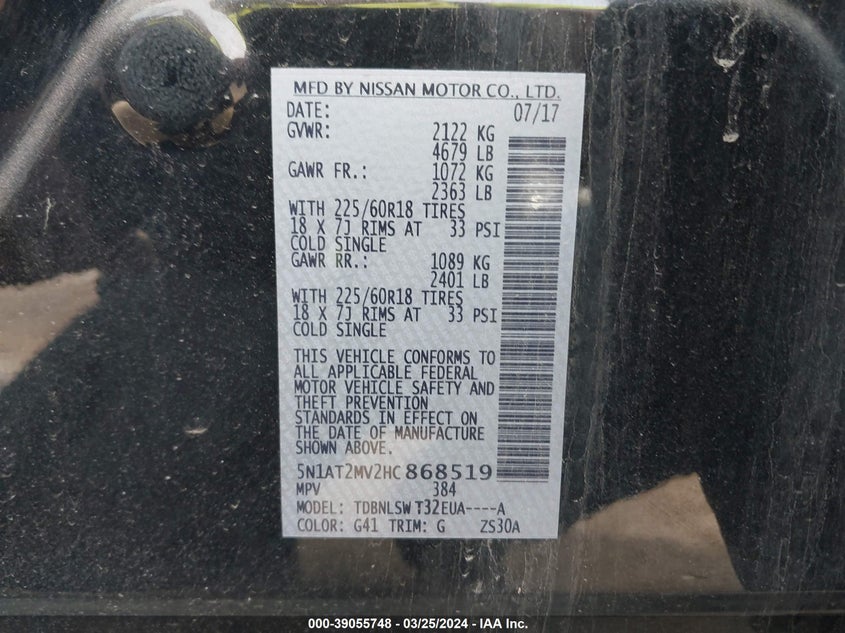 MFD BY NISSAN MOTOR CO., LTD.
DATE: 07/17
GVWR: 2122 KG
4679 LB
GAWR FR.: 1072 KG
2363 LB
WITH 225/60R18 TIRES
18 X 7J RIMS AT 33 PSI
COLD SINGLE
GAWR RR.: 1089 KG
2401 LB
WITH 225/60R18 TIRES
18 X 7J RIMS AT 33 PSI
COLD SINGLE
THIS VEHICLE CONFORMS TO
ALL APPLICABLE FEDERAL
MOTOR VEHICLE SAFETY AND
THEFT PREVENTION
STANDARDS IN EFFECT ON
THE DATE OF MANUFACTURE
SHOWN ABOVE.
5N1AT2MV2HC868519
MPV 384
MODEL: TDBNLSW T32EUA----A
COLOR: G41 TRIM: G ZS30A
000-39055748 - 03/25/2024 - IAA Inc.